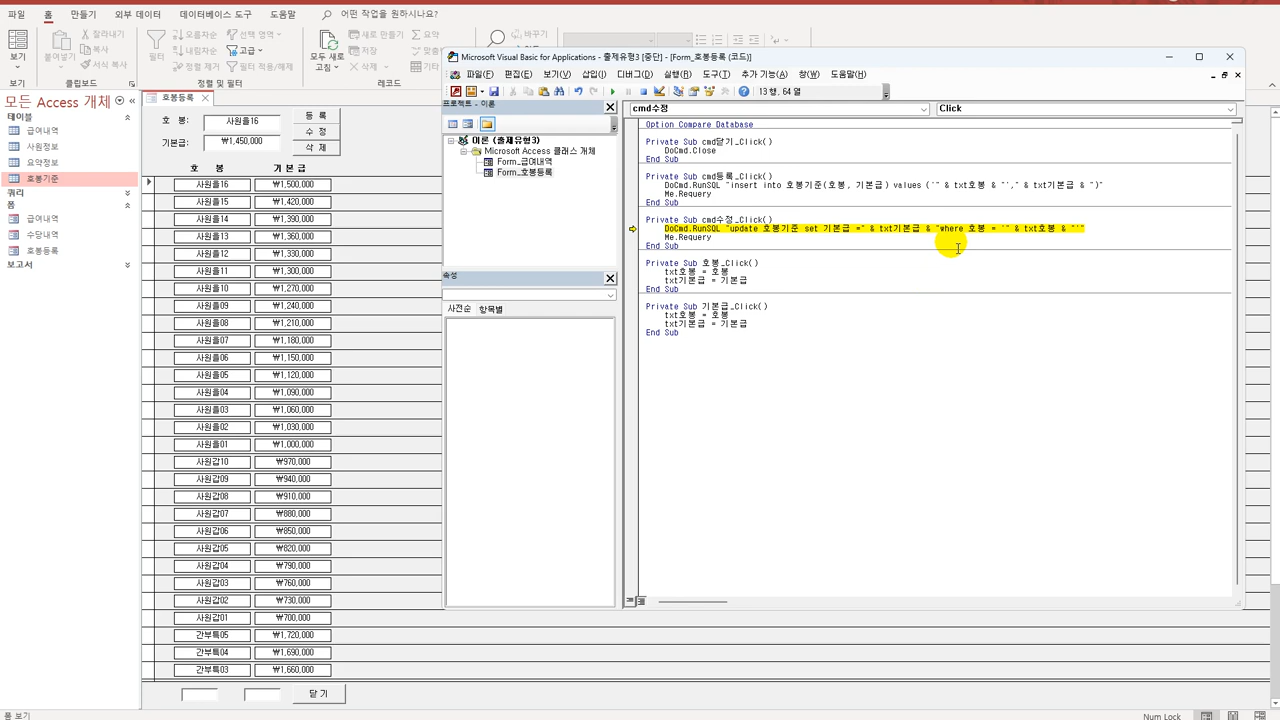 파일 홈 만들기 외부 데이터 데이터베이스 도구 도움말 어떤 작업을 원하시나요?
보기 붙여넣기 잘라내기 복사 서식 복사 필터 오름차순 내림차순 정렬 제거 선택 영역 고급 필터 적용/해제 모두 새로 고침 새로 만들기 저장 삭제 요약 바꾸기
보기 클립보드 정렬 및 필터 레코드
모든 Access 개체
테이블
급여내역
사원정보
요약정보
호봉기준
쿼리
폼
급여내역
수당내역
호봉등록
보고서
호봉등록
호 봉: 사원을16 등 록
수 정
기본급: ₩1,450,000
삭 제
호 봉 기 본 급
사원을16 ₩1,500,000
사원을15 ₩1,420,000
사원을14 ₩1,390,000
사원을13 ₩1,360,000
사원을12 ₩1,330,000
사원을11 ₩1,300,000
사원을10 ₩1,270,000
사원을09 ₩1,240,000
사원을08 ₩1,210,000
사원을07 ₩1,180,000
사원을06 ₩1,150,000
사원을05 ₩1,120,000
사원을04 ₩1,090,000
사원을03 ₩1,060,000
사원을02 ₩1,030,000
사원을01 ₩1,000,000
사원갑10 ₩970,000
사원갑09 ₩940,000
사원갑08 ₩910,000
사원갑07 ₩880,000
사원갑06 ₩850,000
사원갑05 ₩820,000
사원갑04 ₩790,000
사원갑03 ₩760,000
사원갑02 ₩730,000
사원갑01 ₩700,000
간부특05 ₩1,720,000
간부특04 ₩1,690,000
간부특03 ₩1,660,000
닫 기
Microsoft Visual Basic for Applications - 출제유형3 [중단] - [Form_호봉등록 (코드)]
파일(F) 편집(E) 보기(V) 삽입(I) 디버그(D) 실행(R) 도구(T) 추가 기능(A) 창(W) 도움말(H)
13 행, 64 열
프로젝트 - 이론
이론 (출제유형3)
Microsoft Access 클래스 개체
Form_급여내역
Form_호봉등록
속성
사전순 항목별
cmd수정 Click
Option Compare Database
Private Sub cmd닫기_Click()
DoCmd.Close
End Sub
Private Sub cmd등록_Click()
DoCmd.RunSQL "insert into 호봉기준(호봉, 기본급) values ('" & txt호봉 & "'," & txt기본급 & ")"
Me.Requery
End Sub
Private Sub cmd수정_Click()
DoCmd.RunSQL "update 호봉기준 set 기본급 =" & txt기본급 & "where 호봉 = '" & txt호봉 & "'"
Me.Requery
End Sub
Private Sub 호봉_Click()
txt호봉 = 호봉
txt기본급 = 기본급
End Sub
Private Sub 기본급_Click()
txt호봉 = 호봉
txt기본급 = 기본급
End Sub
폼 보기 Num Lock